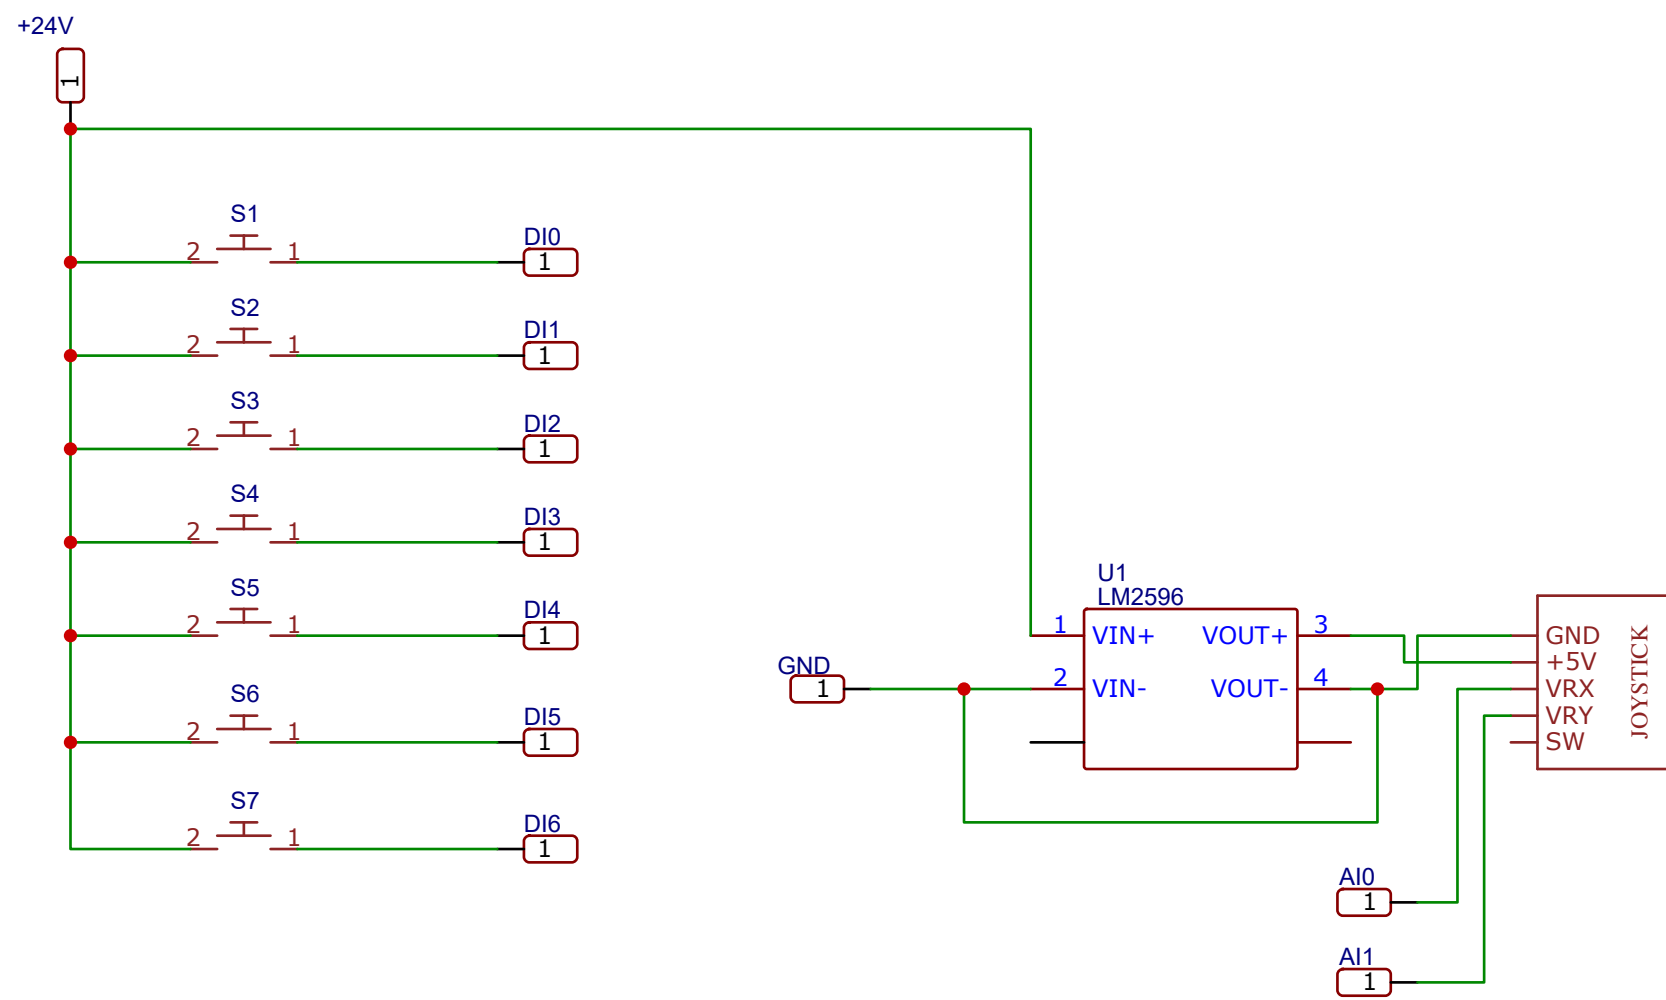 +24V
1
S1
2 1
DI0
1
S2
2 1
DI1
1
S3
2 1
DI2
1
S4
2 1
DI3
1
S5
2 1
DI4
1
S6
2 1
DI5
1
S7
2 1
DI6
1
GND
1
U1
LM2596
1 VIN+ VOUT+ 3
2 VIN- VOUT- 4
GND
+5V
VRX
VRY
SW
JOYSTICK
AI0
1
AI1
1